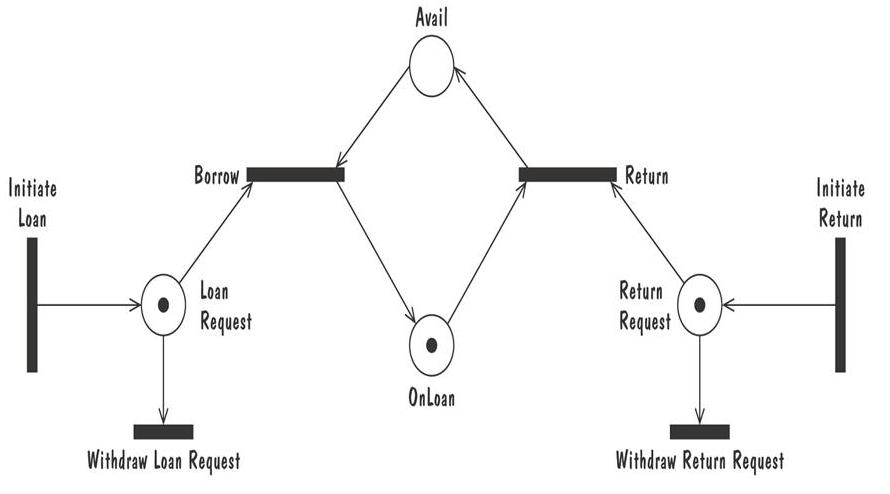 Avail
Borrow
Return
Initiate
Loan
Initiate
Return
Loan
Request
Return
Request
OnLoan
Withdraw Loan Request
Withdraw Return Request